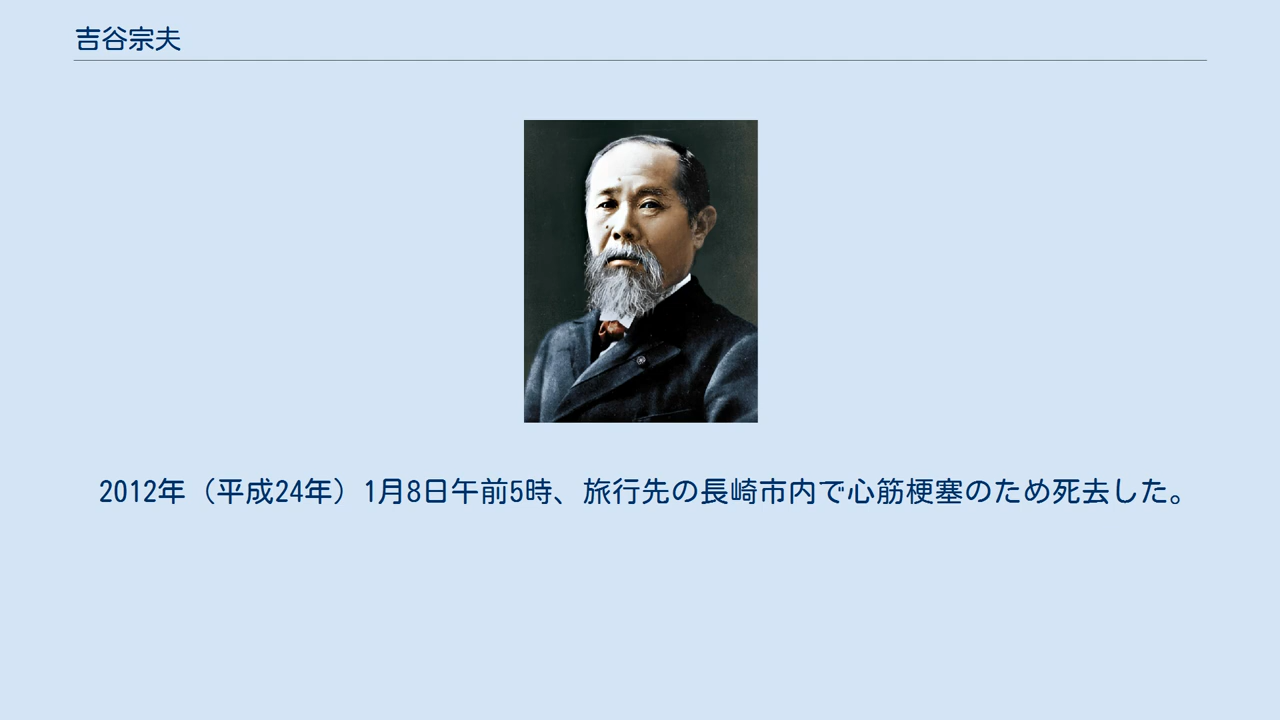 吉谷宗夫
2012年（平成24年）1月8日午前5時、旅行先の長崎市内で心筋梗塞のため死去した。